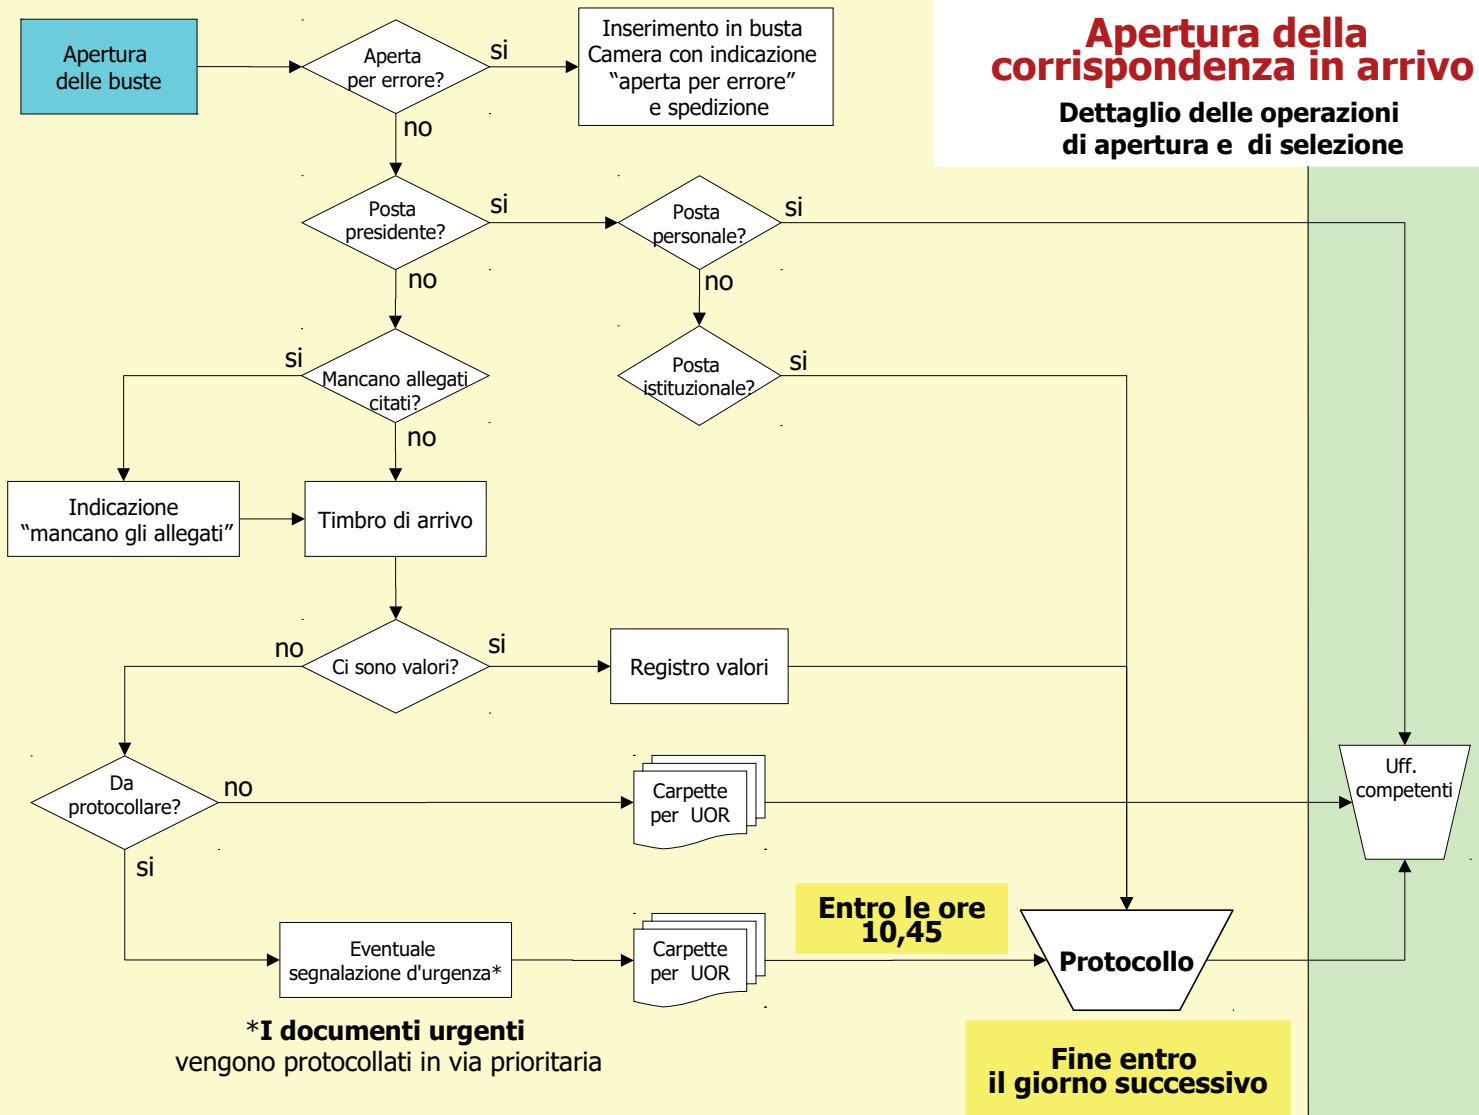 Apertura della
corrispondenza in arrivo
Dettaglio delle operazioni
di apertura e di selezione
Apertura
delle buste
Aperta
per errore?
si
Inserimento in busta
Camera con indicazione
“aperta per errore”
e spedizione
no
Posta
presidente?
si
Posta
personale?
si
no
no
Mancano allegati
citati?
si
Posta
istituzionale?
si
no
Indicazione
“mancano gli allegati”
Timbro di arrivo
no
Ci sono valori?
si
Registro valori
Da
protocollare?
no
Carpette
per UOR
Uff.
competenti
si
Eventuale
segnalazione d'urgenza*
Carpette
per UOR
Entro le ore
10,45
Protocollo
*I documenti urgenti
vengono protocollati in via prioritaria
Fine entro
il giorno successivo